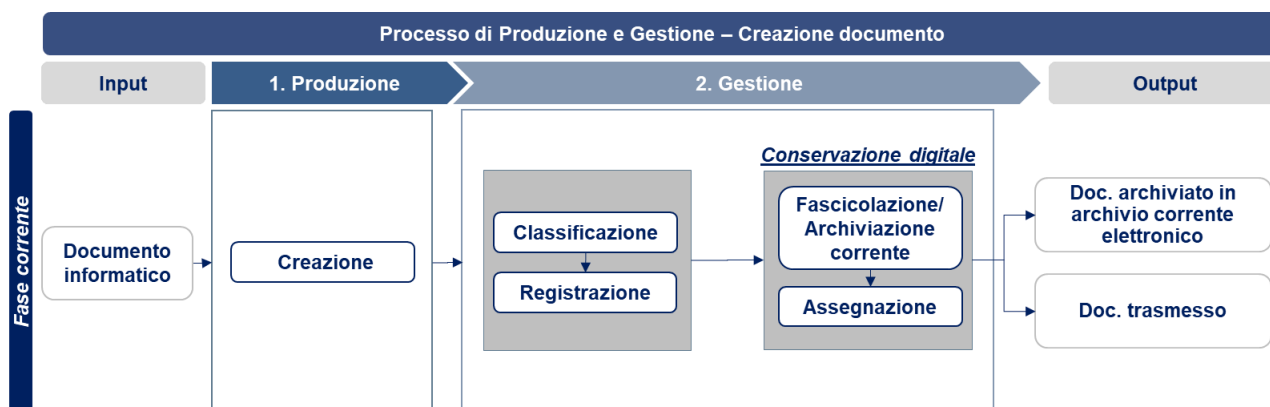 Processo di Produzione e Gestione – Creazione documento
Input
1. Produzione
2. Gestione
Output
Fase corrente
Documento
informatico
Creazione
Classificazione
Registrazione
Conservazione digitale
Fascicolazione/
Archiviazione
corrente
Assegnazione
Doc. archiviato in
archivio corrente
elettronico
Doc. trasmesso